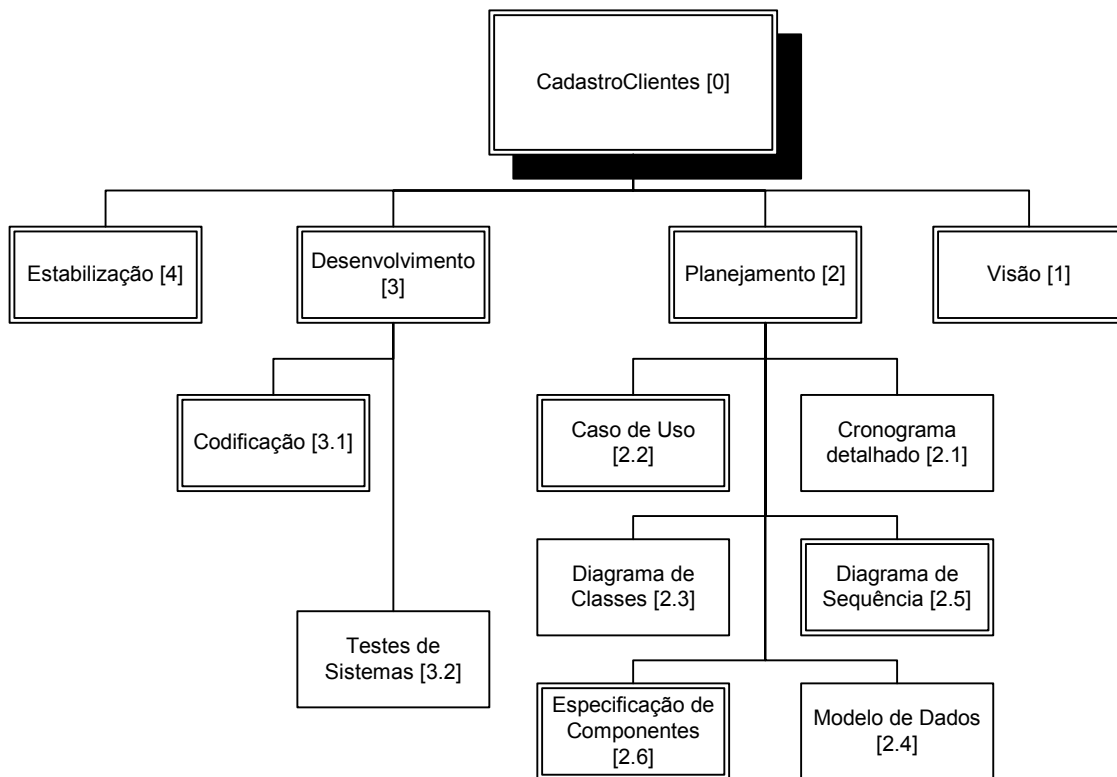 CadastroClientes [0]
Estabilização [4]
Desenvolvimento
[3]
Planejamento [2]
Visão [1]
Codificação [3.1]
Caso de Uso
[2.2]
Cronograma
detalhado [2.1]
Diagrama de
Classes [2.3]
Diagrama de
Sequência [2.5]
Testes de
Sistemas [3.2]
Especificação de
Componentes
[2.6]
Modelo de Dados
[2.4]